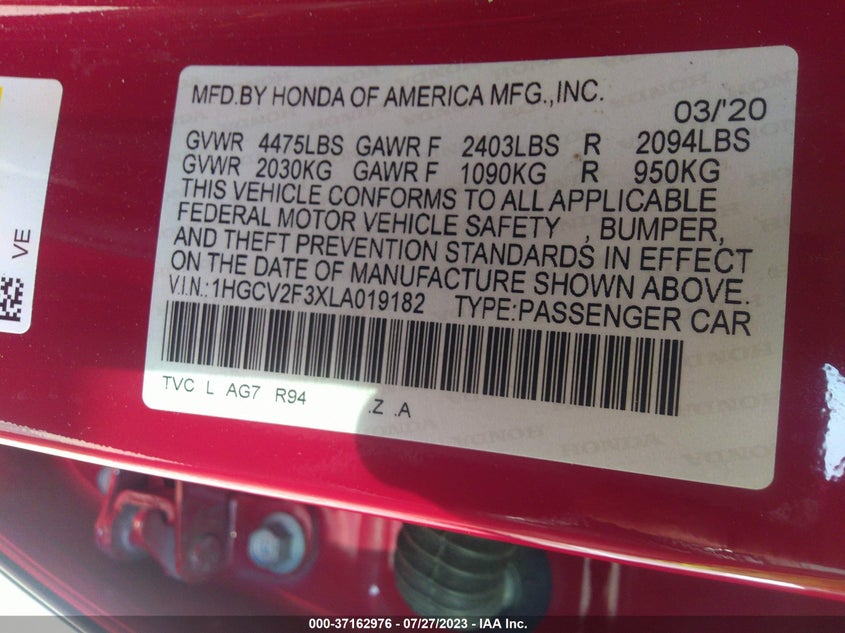 MFD.BY HONDA OF AMERICA MFG.,INC.
03/'20
GVWR 4475LBS GAWR F 2403LBS R 2094LBS
GVWR 2030KG GAWR F 1090KG R 950KG
THIS VEHICLE CONFORMS TO ALL APPLICABLE
FEDERAL MOTOR VEHICLE SAFETY , BUMPER,
AND THEFT PREVENTION STANDARDS IN EFFECT
ON THE DATE OF MANUFACTURE SHOWN ABOVE.
V.I.N.:1HGCV2F3XLA019182 TYPE:PASSENGER CAR
TVC L AG7 R94 .Z .A
HONDA HONDA HONDA
VE
000-37162976 - 07/27/2023 - IAA Inc.